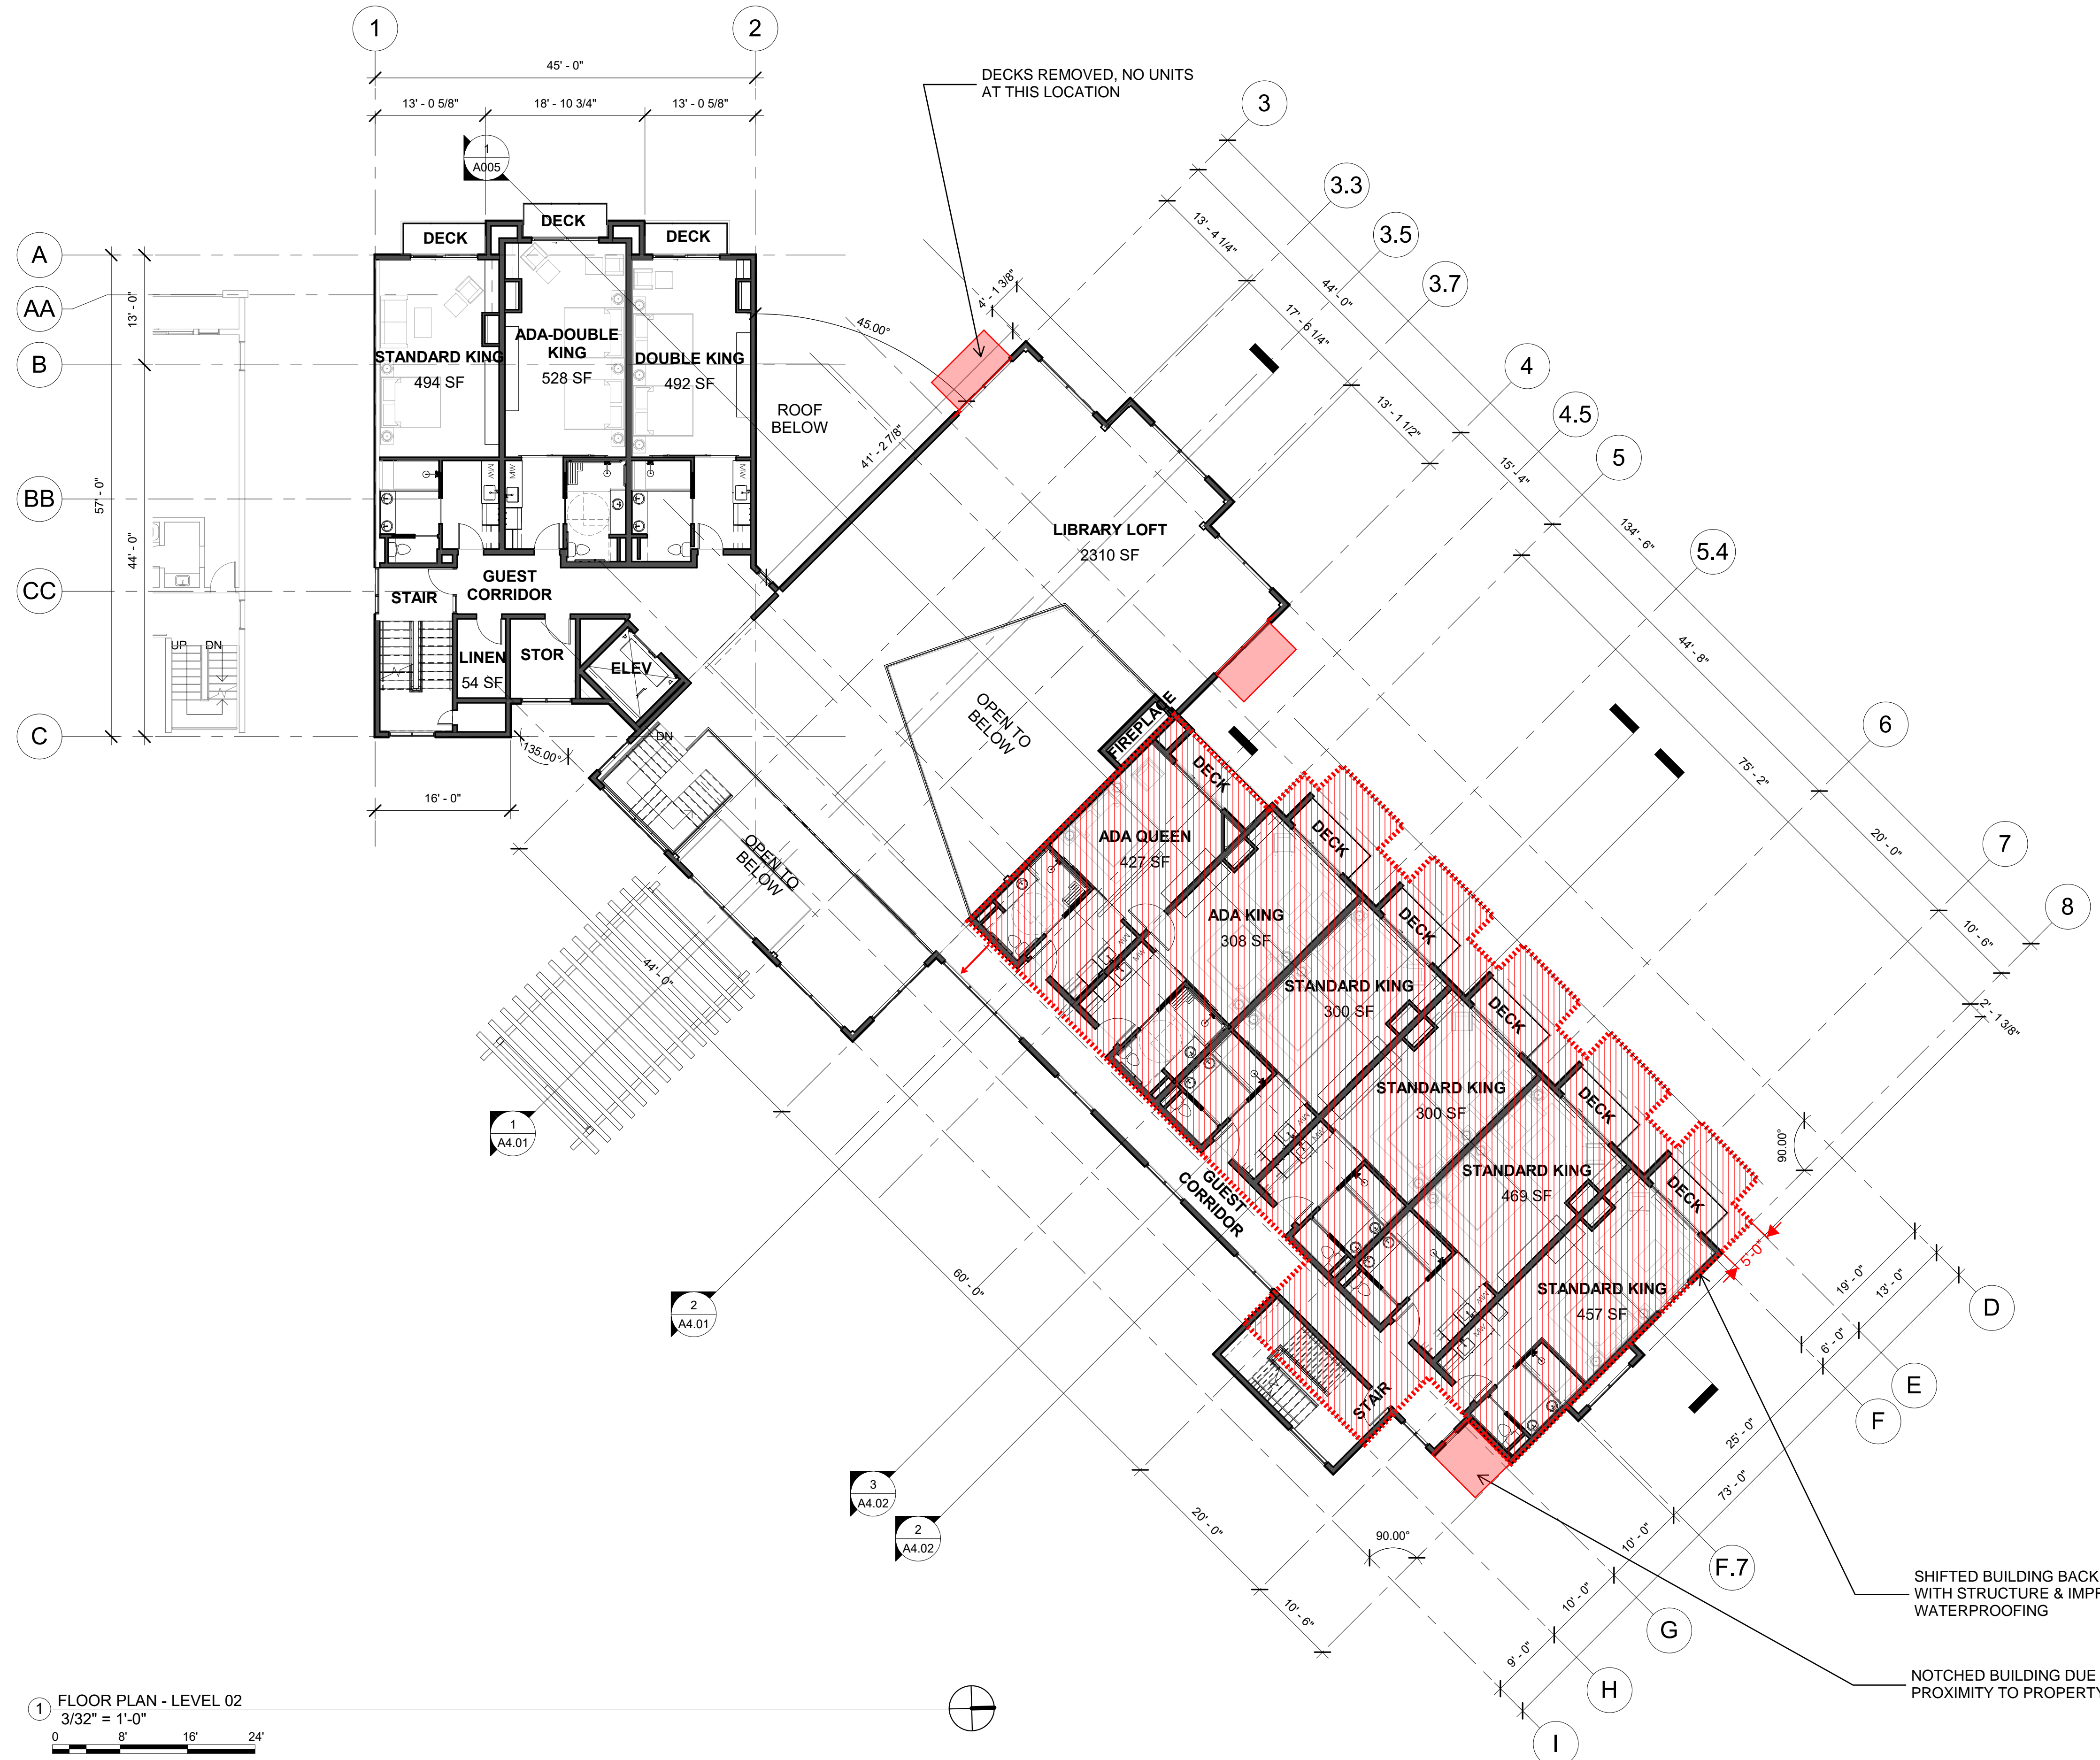 1
2
45' - 0"
13' - 0 5/8"
18' - 10 3/4"
13' - 0 5/8"
1
A005
DECKS REMOVED, NO UNITS
AT THIS LOCATION
3
3.3
3.5
3.7
4
4.5
5
5.4
6
7
8
13' - 4 1/4"
44' - 0"
17' - 6 1/4"
13' - 1 1/2"
15' - 4"
134' - 6"
44' - 8"
75' - 2"
20' - 0"
10' - 6"
2' - 1 3/8"
4' - 1 3/8"
45.00°
41' - 2 7/8"
A
AA
B
BB
CC
C
13' - 0"
57' - 0"
44' - 0"
UP
DN
DECK
DECK
DECK
STANDARD KING
494 SF
ADA-DOUBLE
KING
528 SF
DOUBLE KING
492 SF
ROOF
BELOW
MW
MW
MW
GUEST
CORRIDOR
STAIR
LINEN
54 SF
STOR
ELEV
DN
135.00°
16' - 0"
LIBRARY LOFT
2310 SF
OPEN TO
BELOW
OPEN TO
BELOW
FIREPLACE
DECK
ADA QUEEN
427 SF
DECK
ADA KING
308 SF
DECK
STANDARD KING
300 SF
DECK
STANDARD KING
300 SF
DECK
STANDARD KING
469 SF
DECK
STANDARD KING
457 SF
MW
MW
MW
MW
MW
MW
GUEST
CORRIDOR
STAIR
44' - 0"
60' - 0"
20' - 0"
10' - 6"
90.00°
90.00°
5'-0"
1
A4.01
2
A4.01
3
A4.02
2
A4.02
19' - 0"
13' - 0"
6' - 0"
25' - 0"
73' - 0"
10' - 0"
10' - 0"
9' - 0"
D
E
F
F.7
G
H
I
SHIFTED BUILDING BACK
WITH STRUCTURE &
WATERPROOFING
NOTCHED BUILDING DUE
PROXIMITY TO
1
FLOOR PLAN - LEVEL 02
3/32" = 1'-0"
0 8' 16' 24'